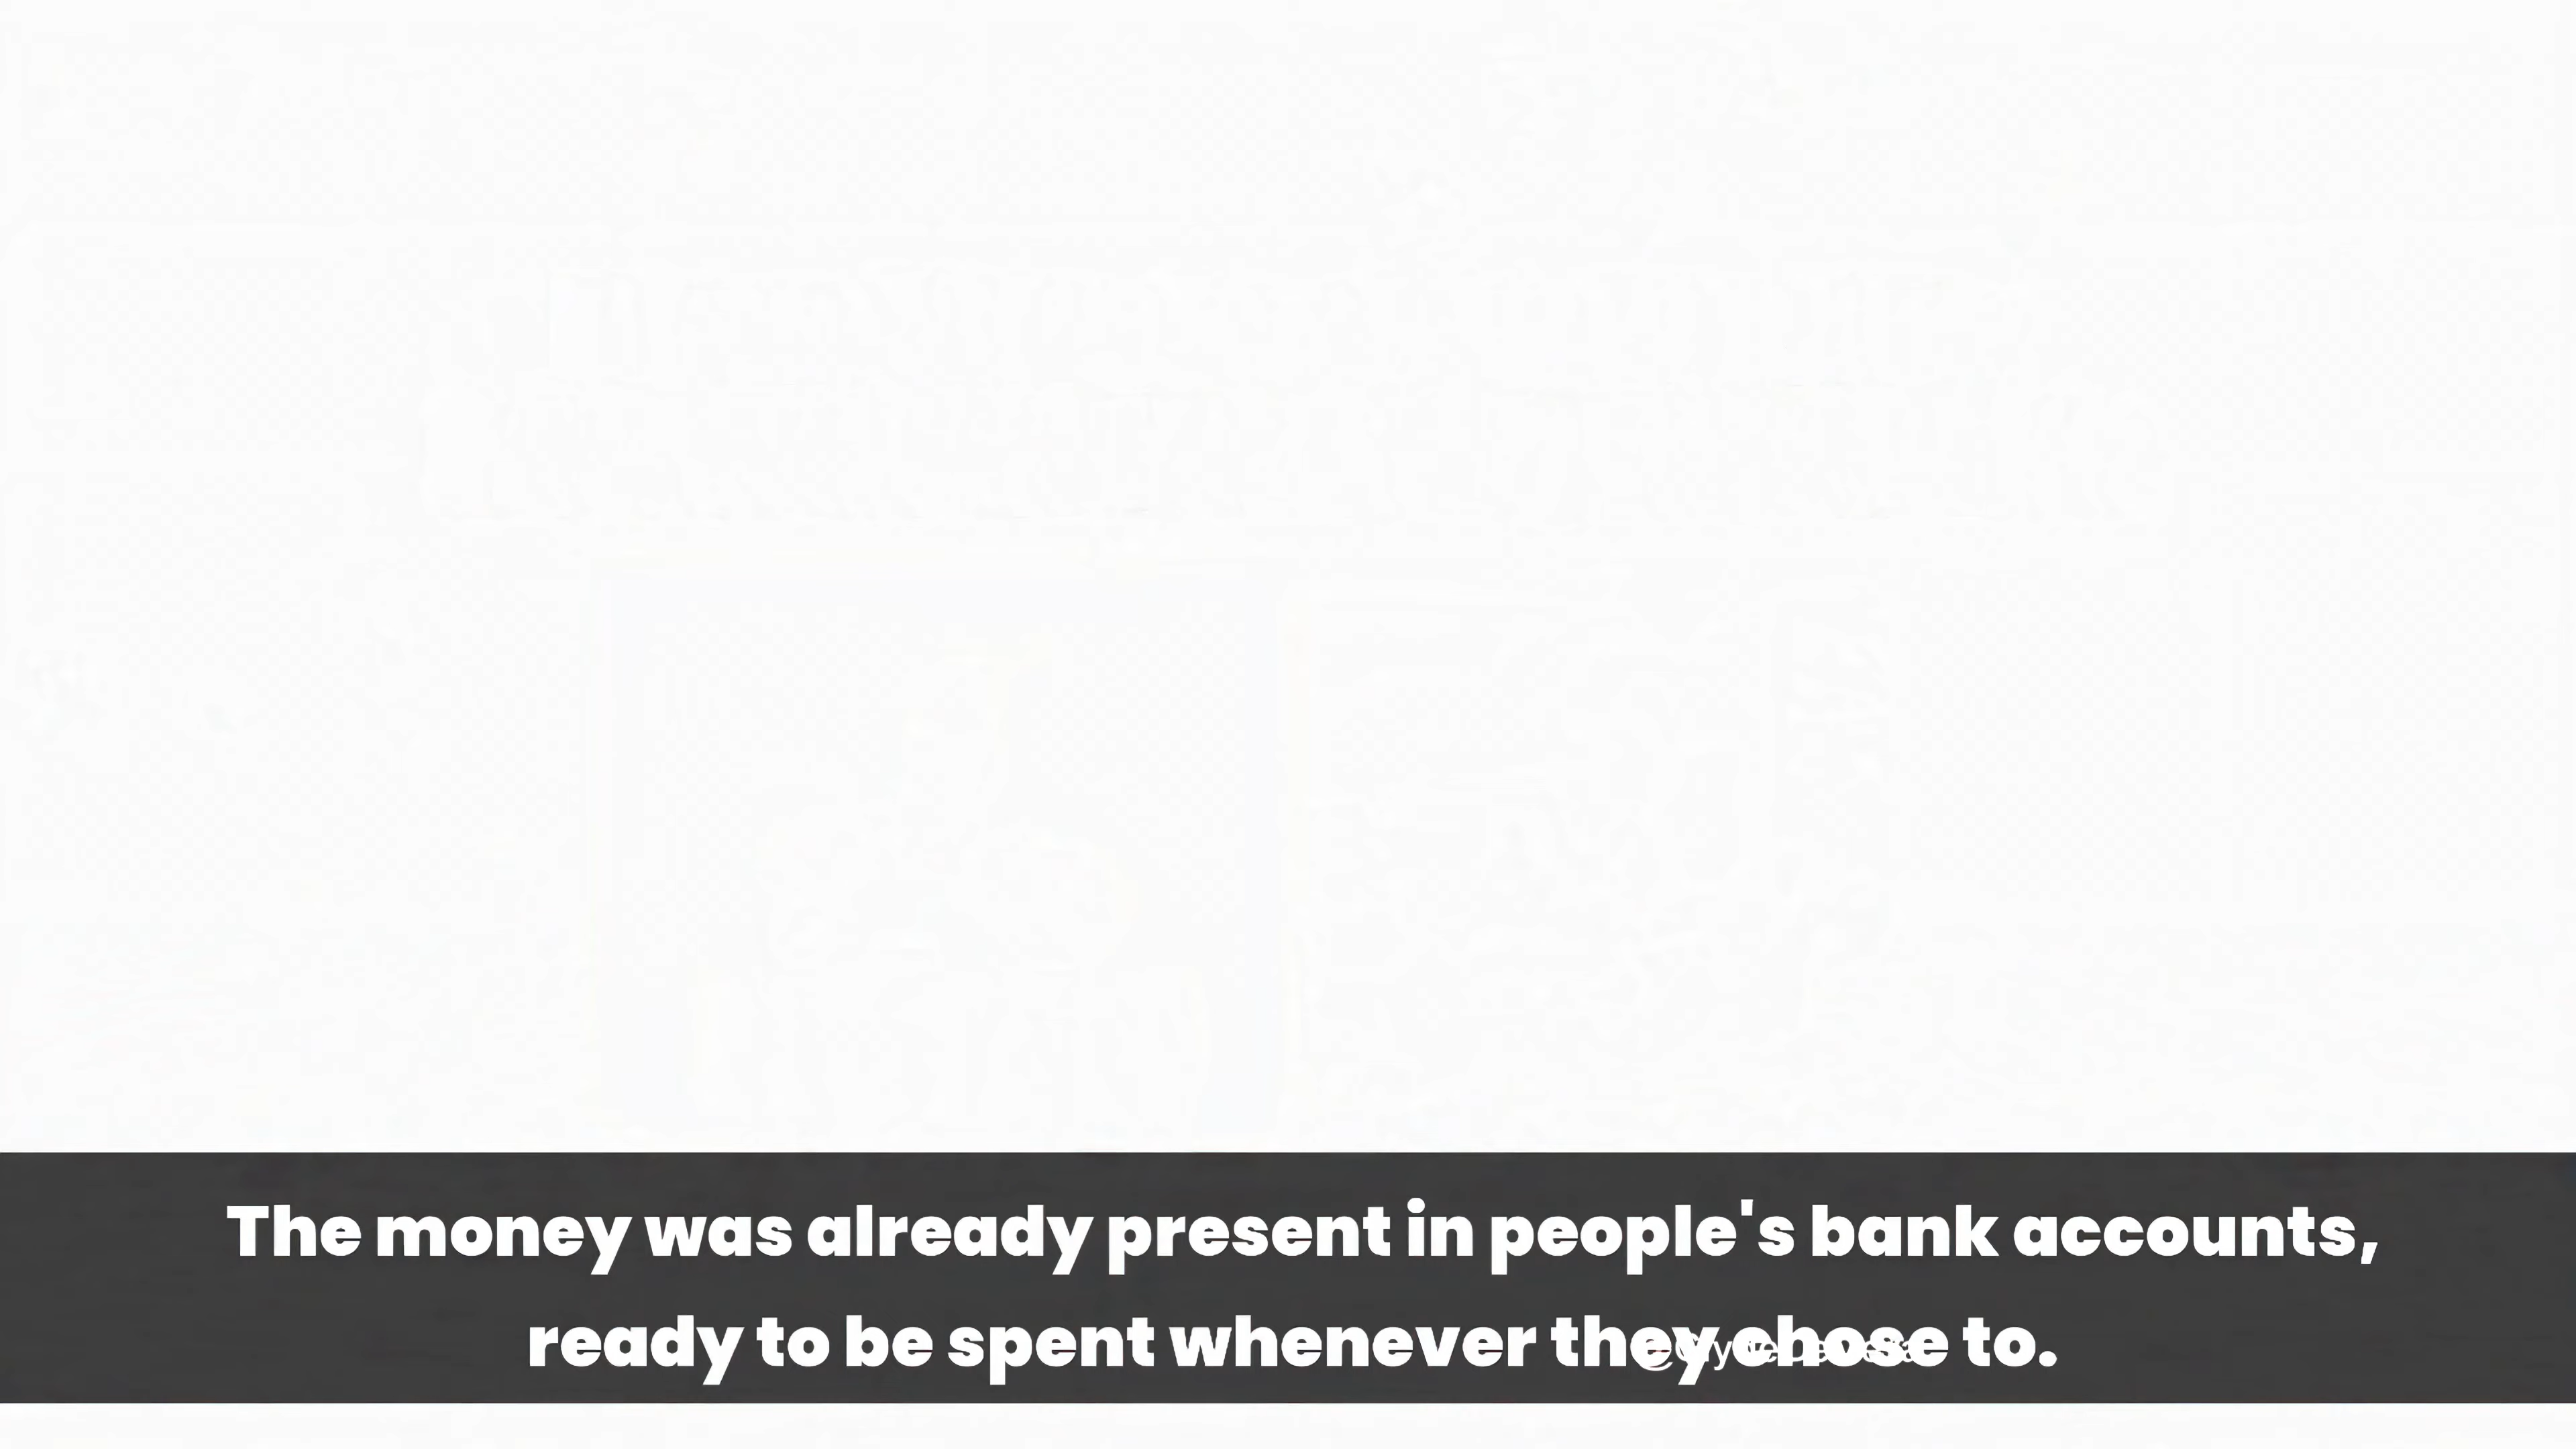 The money was already present in people's bank accounts,
ready to be spent whenever they chose to.